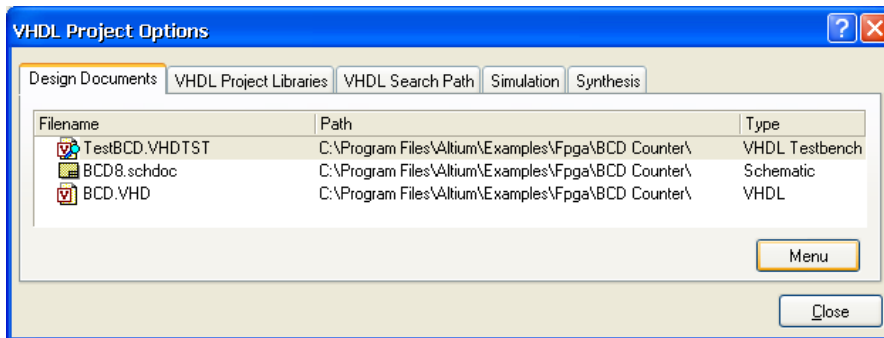 VHDL Project Options
Design Documents VHDL Project Libraries VHDL Search Path Simulation Synthesis
Filename Path Type
TestBCD.VHDTST C:\Program Files\Altium\Examples\Fpga\BCD Counter\ VHDL Testbench
BCD8.schdoc C:\Program Files\Altium\Examples\Fpga\BCD Counter\ Schematic
BCD.VHD C:\Program Files\Altium\Examples\Fpga\BCD Counter\ VHDL
Menu
Close